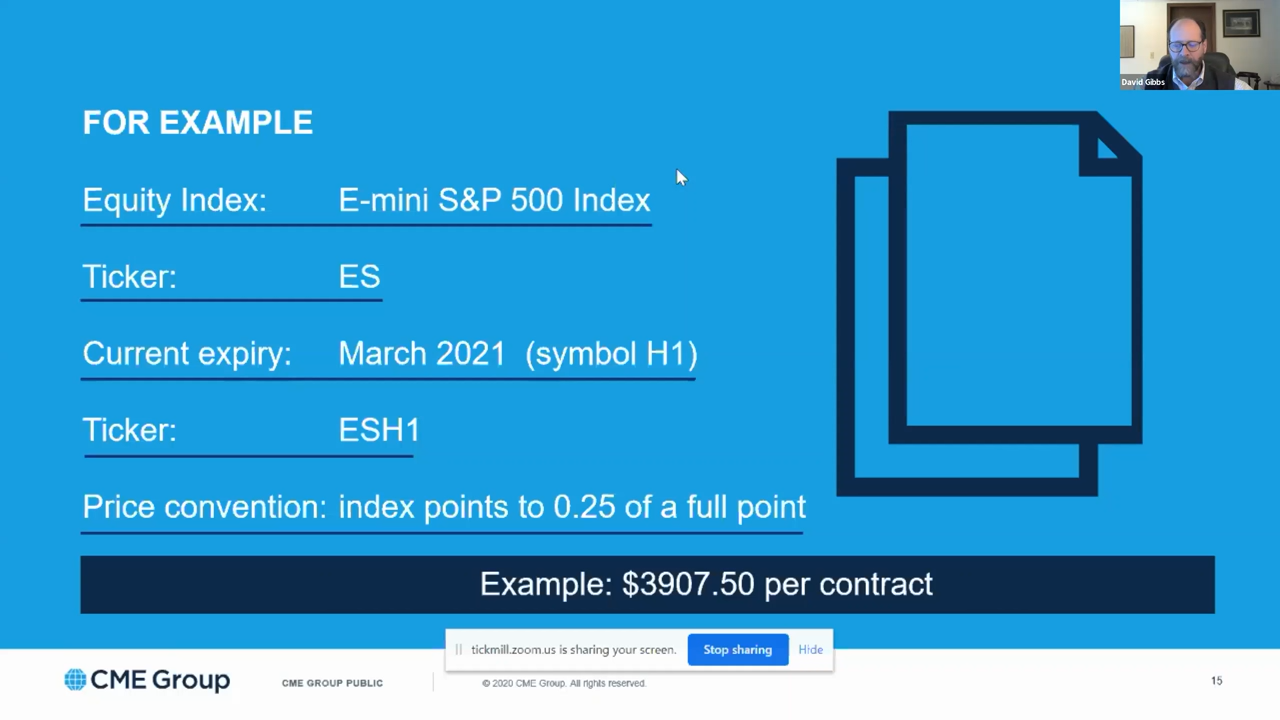 David Gibbs
FOR EXAMPLE
Equity Index: E-mini S&P 500 Index
Ticker: ES
Current expiry: March 2021 (symbol H1)
Ticker: ESH1
Price convention: index points to 0.25 of a full point
Example: $3907.50 per contract
tickmill.zoom.us is sharing your screen. Stop sharing Hide
CME Group CME GROUP PUBLIC © 2020 CME Group. All rights reserved. 15